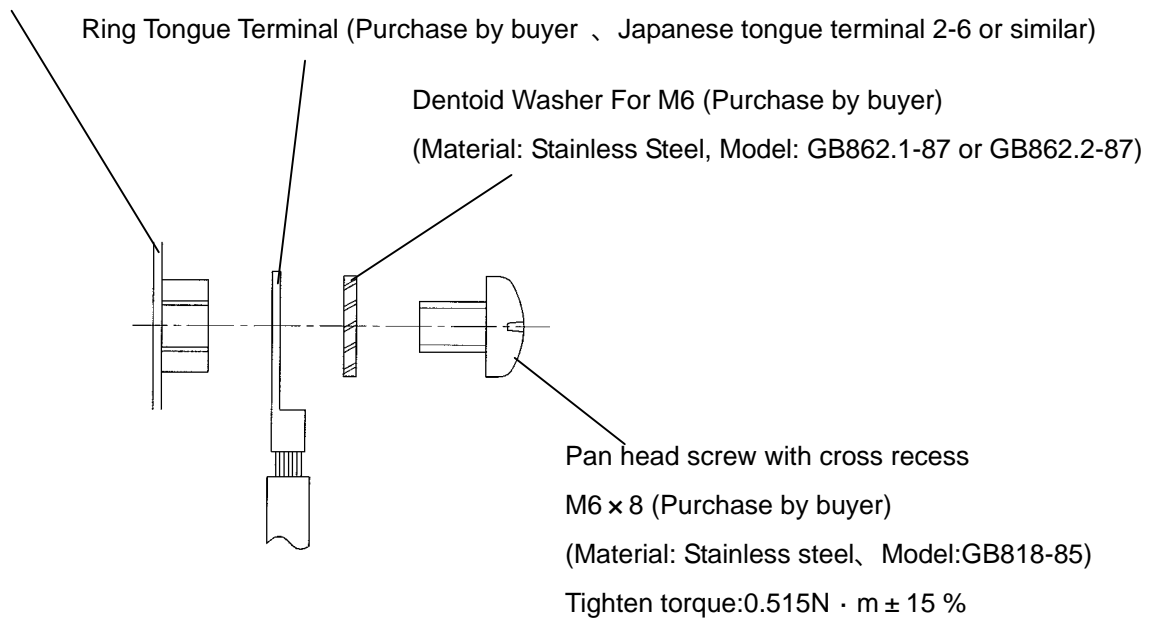 Ring Tongue Terminal (Purchase by buyer 、Japanese tongue terminal 2-6 or similar)
Dentoid Washer For M6 (Purchase by buyer)
(Material: Stainless Steel, Model: GB862.1-87 or GB862.2-87)
Pan head screw with cross recess
M6×8 (Purchase by buyer)
(Material: Stainless steel、Model:GB818-85)
Tighten torque:0.515N・m±15 %